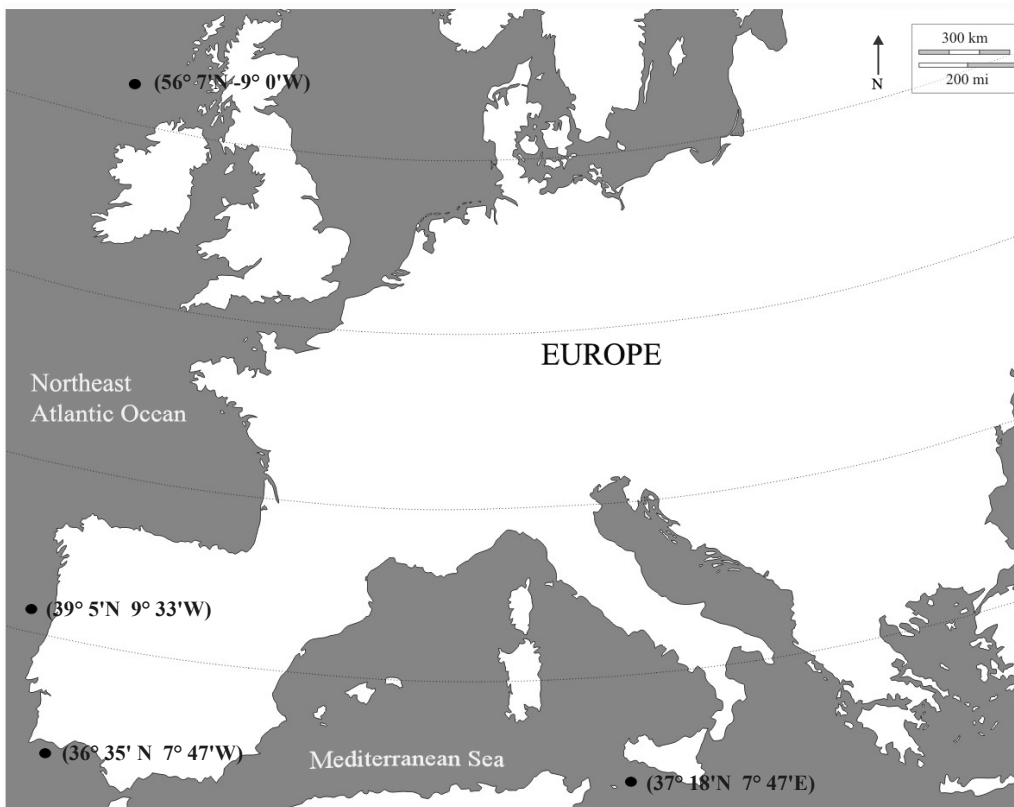 (56° 7'N -9° 0'W)
N
300 km
200 mi
EUROPE
Northeast
Atlantic Occan
(39° 5'N 9° 33'W)
(36° 35' N 7° 47'W)
Mediterranean Sea
(37° 18'N 7° 47'E)